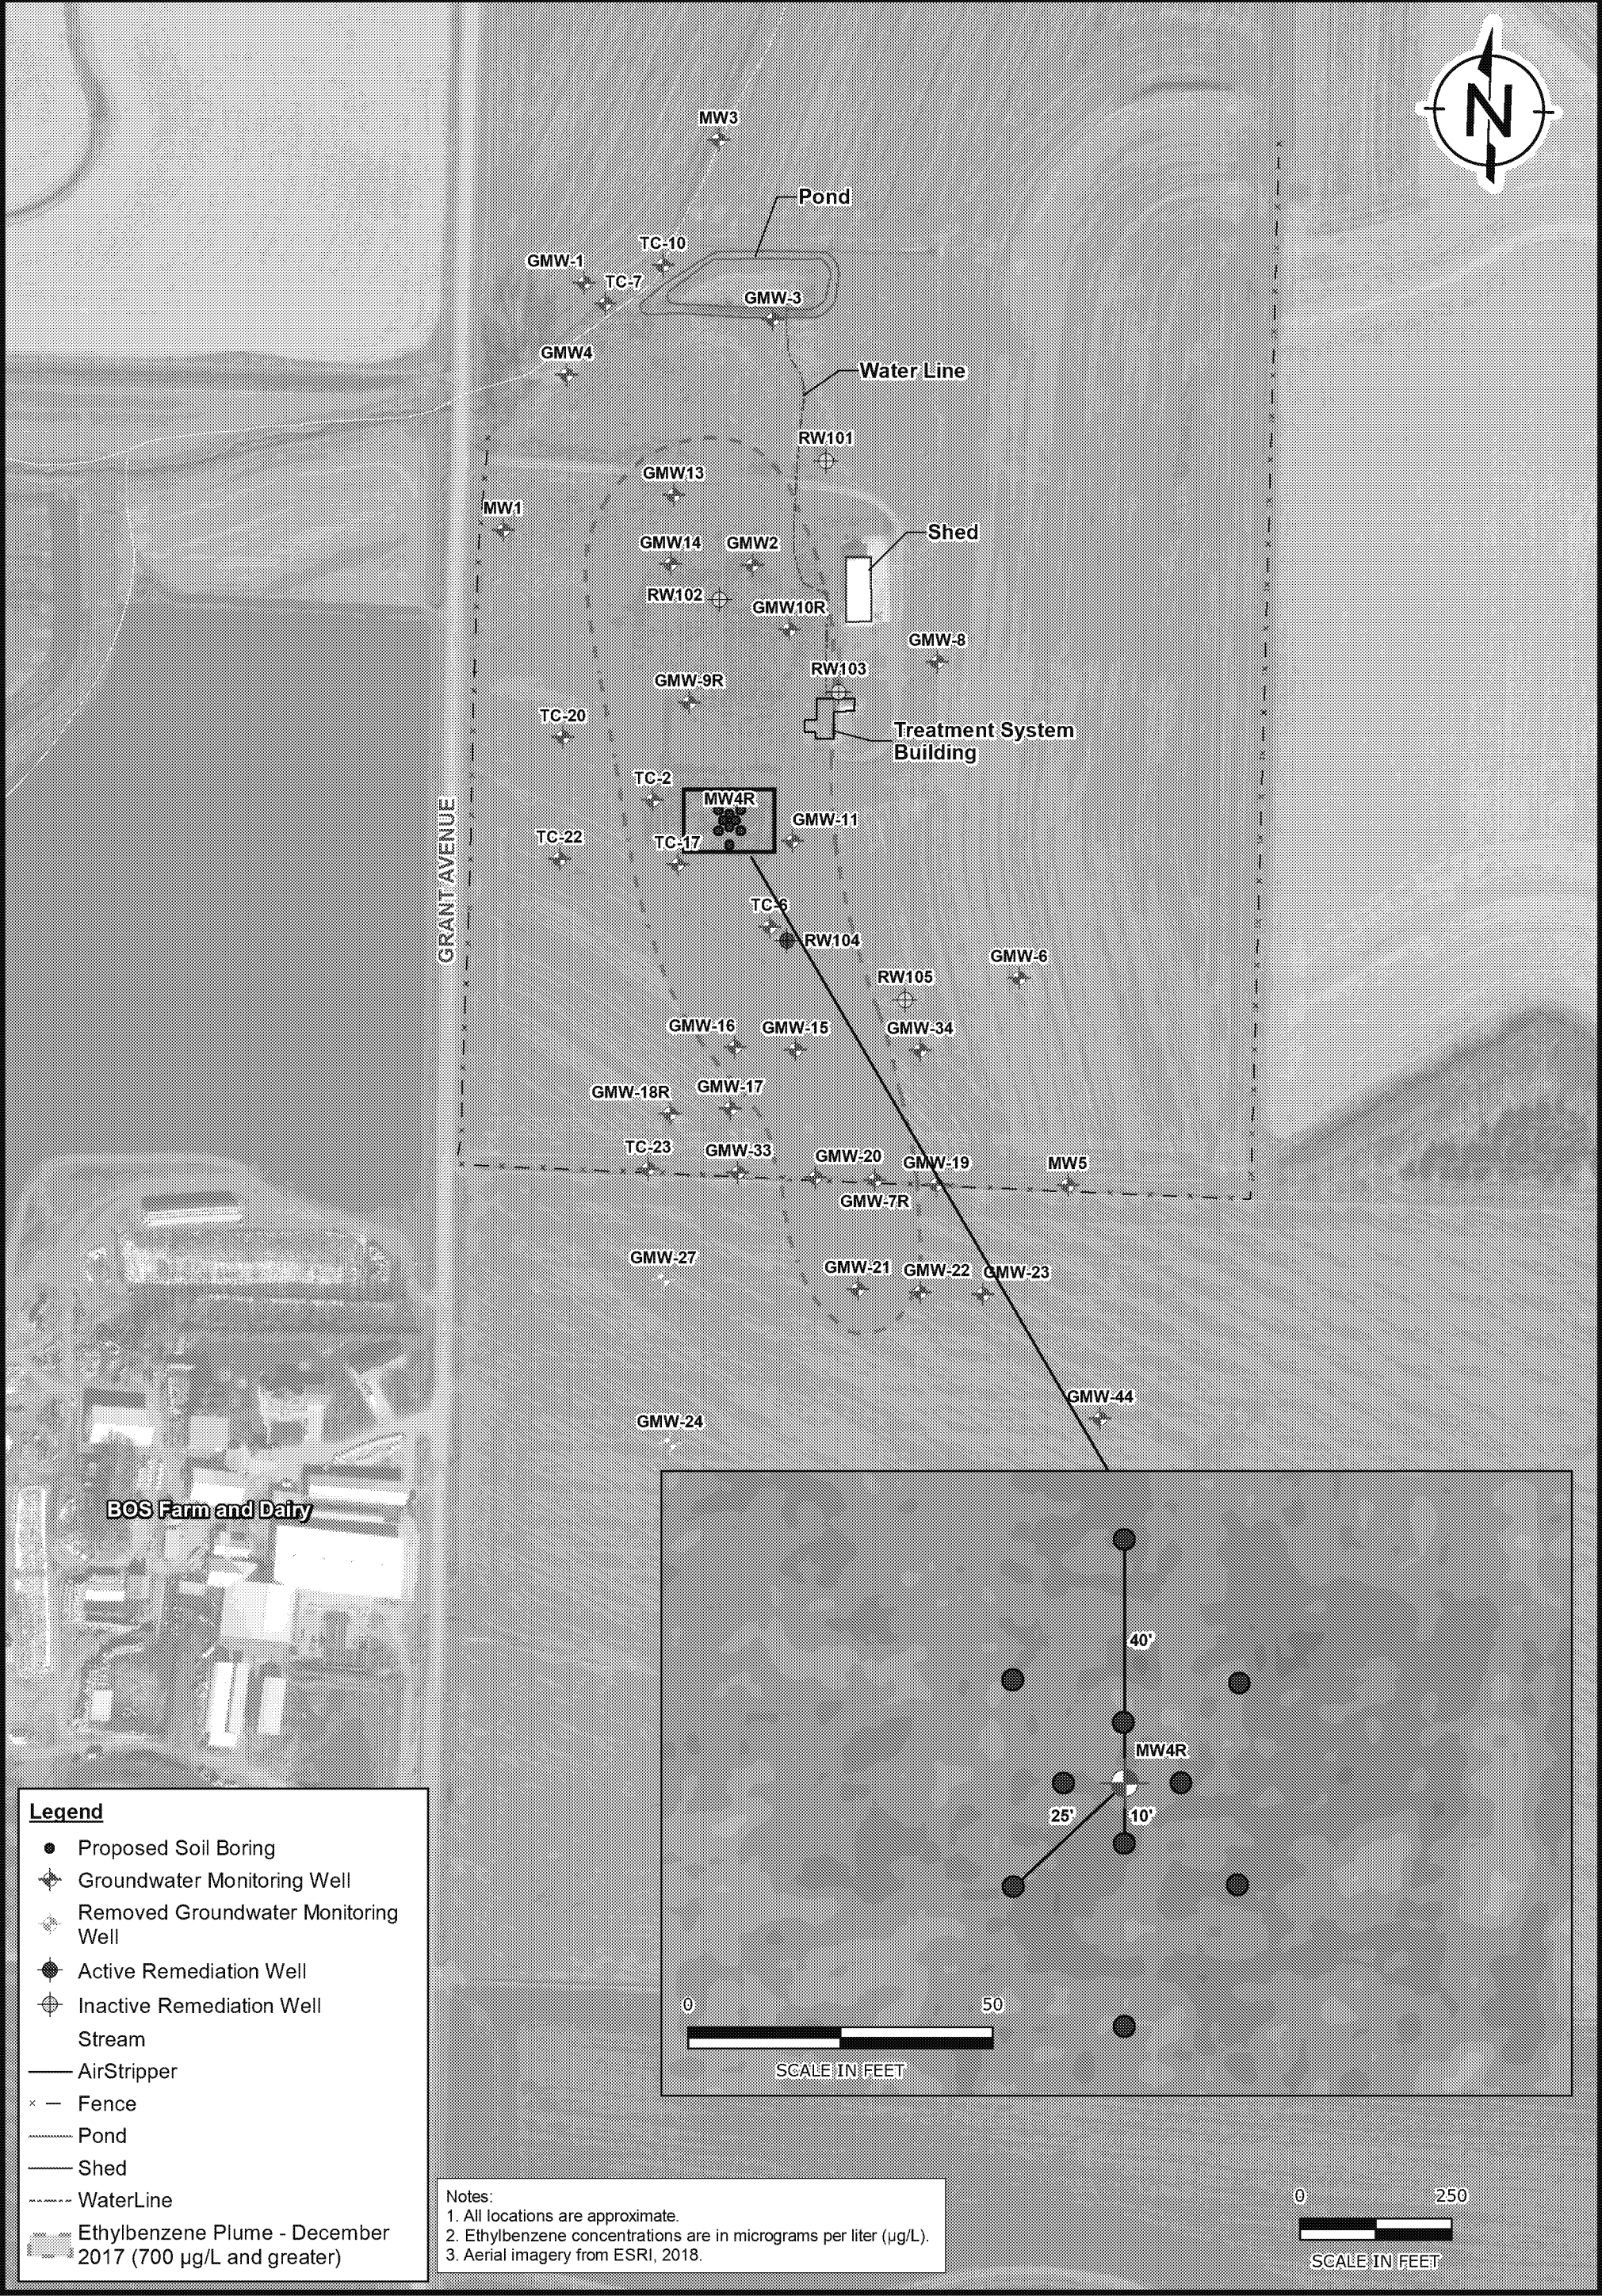 N
MW3
Pond
TC-10
GMW-1
TC-7
GMW-3
GMW4
Water Line
RW101
GMW13
MW1
Shed
GMW14
GMW2
RW102
GMW10R
GMW-8
RW103
GMW-9R
TC-20
Treatment System
Building
TC-2
MW4R
GMW-11
TC-22
TC-17
GRANT AVENUE
TC-6
RW104
GMW-6
RW105
GMW-16
GMW-15
GMW-34
GMW-17
GMW-18R
TC-23
GMW-33
GMW-20
GMW-19
MW5
GMW-7R
GMW-27
GMW-21
GMW-22
GMW-23
GMW-44
GMW-24
BOS Farm and Dairy
40'
MW4R
25'
10'
0 50
SCALE IN FEET
Legend
Proposed Soil Boring
Groundwater Monitoring Well
Removed Groundwater Monitoring
Well
Active Remediation Well
Inactive Remediation Well
Stream
AirStripper
Fence
Pond
Shed
WaterLine
Ethylbenzene Plume - December
2017 (700 µg/L and greater)
Notes:
1. All locations are approximate.
2. Ethylbenzene concentrations are in micrograms per liter (µg/L).
3. Aerial imagery from ESRI, 2018.
0 250
SCALE IN FEET